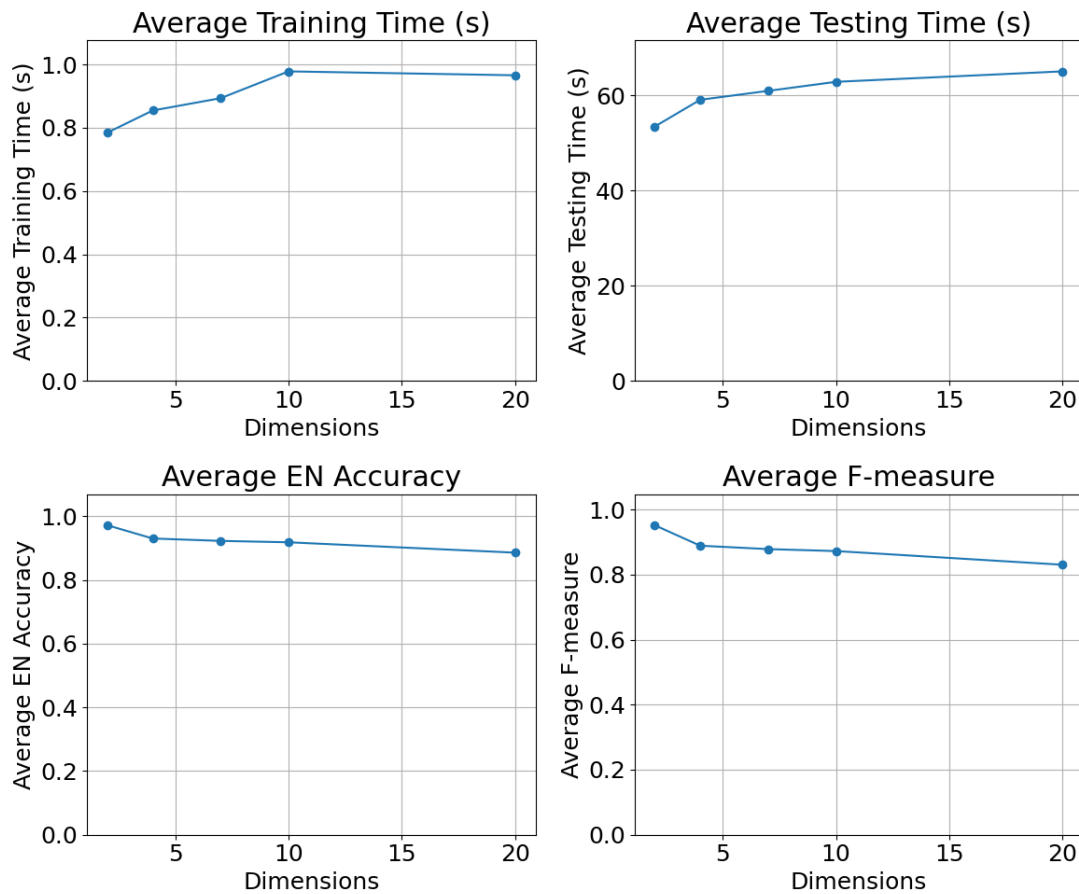 Average Training Time (s)
Average Training Time (s)
1.0
0.8
0.6
0.4
0.2
0.0
5 10 15 20
Dimensions
Average Testing Time (s)
Average Testing Time (s)
60
40
20
0
5 10 15 20
Dimensions
Average EN Accuracy
Average EN Accuracy
1.0
0.8
0.6
0.4
0.2
0.0
5 10 15 20
Dimensions
Average F-measure
Average F-measure
1.0
0.8
0.6
0.4
0.2
0.0
5 10 15 20
Dimensions